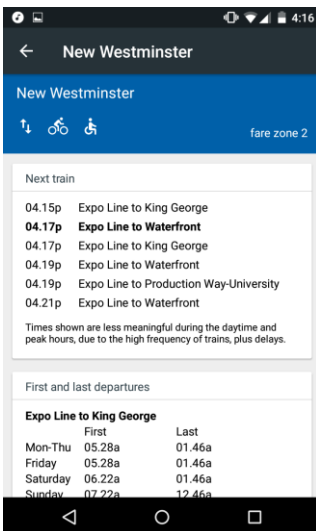 4:16
New Westminster
New Westminster
fare zone 2
Next train
04.15p Expo Line to King George
04.17p Expo Line to Waterfront
04.17p Expo Line to King George
04.19p Expo Line to Waterfront
04.19p Expo Line to Production Way-University
04.21p Expo Line to Waterfront
Times shown are less meaningful during the daytime and
peak hours, due to the high frequency of trains, plus delays.
First and last departures
Expo Line to King George
First Last
Mon-Thu 05.28a 01.46a
Friday 05.28a 01.46a
Saturday 06.22a 01.46a
Sunday 07.22a 12.46a